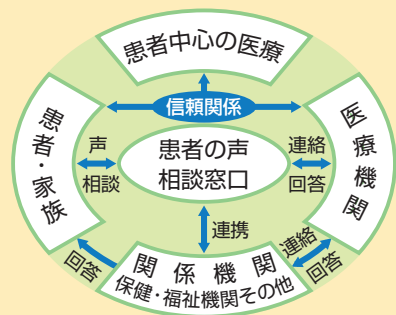 患者中心の医療
信頼関係
患者・家族
医療機関
声
相談
患者の声
相談窓口
連絡
回答
連携
回答
関係機関
保健・福祉機関その他
連絡
回答